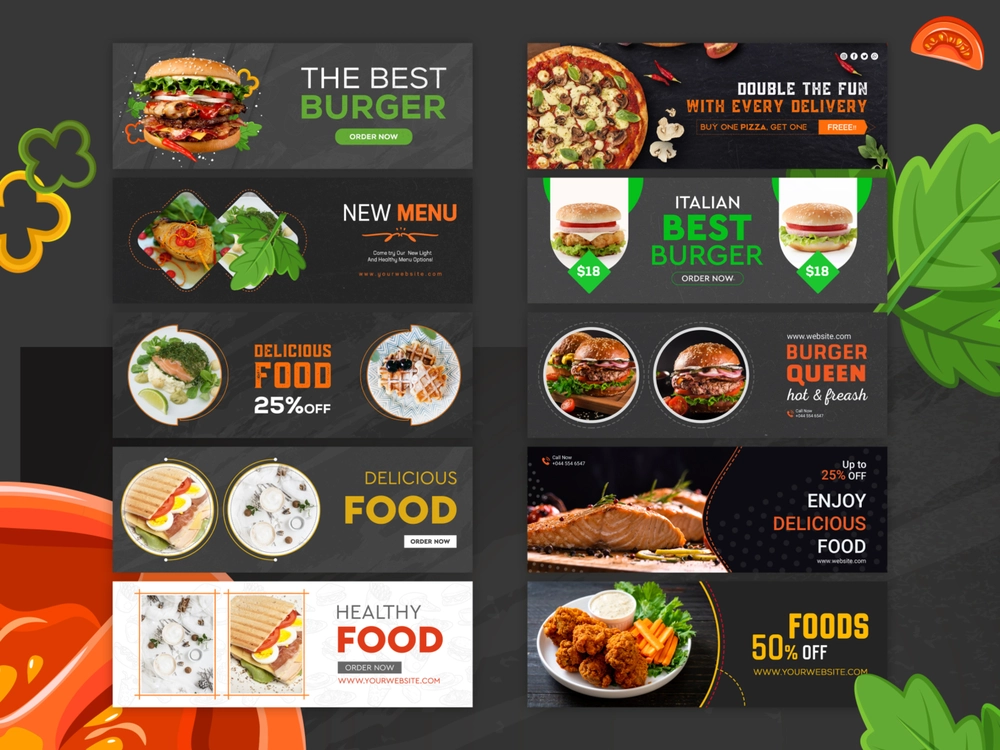 THE BEST
BURGER
ORDER NOW
NEW MENU
Come try Our New Light
And Healthy Menu Options!
www.yourwebsite.com
DELICIOUS
FOOD
25%OFF
DELICIOUS
FOOD
ORDER NOW
HEALTHY
FOOD
ORDER NOW
WWW.YOURWEBSITE.COM
DOUBLE THE FUN
WITH EVERY DELIVERY
BUY ONE PIZZA, GET ONE FREEE!!
ITALIAN
BEST
BURGER
ORDER NOW
$18
$18
www.website.com
BURGER
QUEEN
hot & freash
Call Now
+044 554 6547
Call Now
+044 554 6547
Up to
25% OFF
ENJOY
DELICIOUS
FOOD
www.website.com
FOODS
50% OFF
WWW.YOURWEBSITE.COM